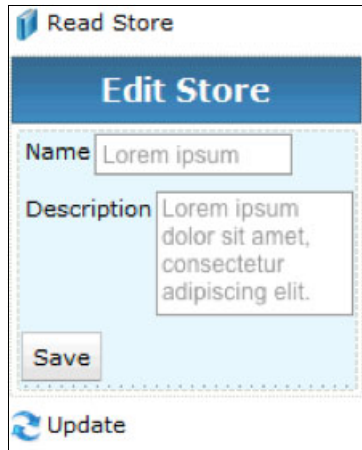 Read Store
Edit Store
Name Lorem ipsum
Description Lorem ipsum
dolor sit amet,
consectetur
adipiscing elit.
Save
Update